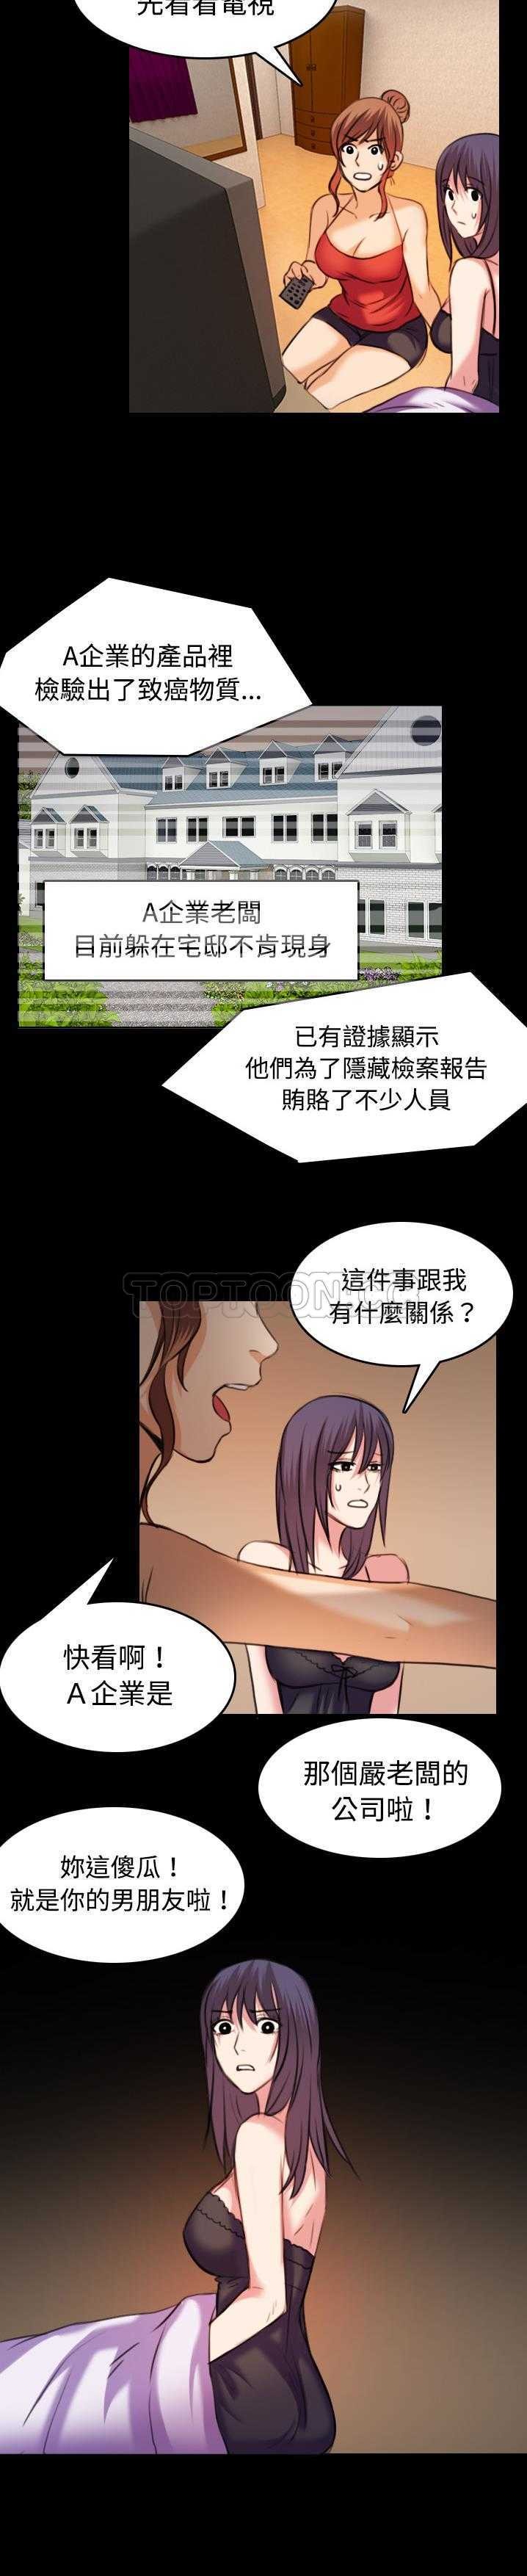 先看看電視
A企業的產品裡
檢驗出了致癌物質...
A企業老闆
目前躲在宅邸不肯現身
已有證據顯示
他們為了隱藏檢案報告
賄賂了不少人員
這件事跟我
有什麼關係？
TOPTOON.CC
快看啊！
A企業是
那個嚴老闆的
公司啦！
妳這傻瓜！
就是你的男朋友啦！